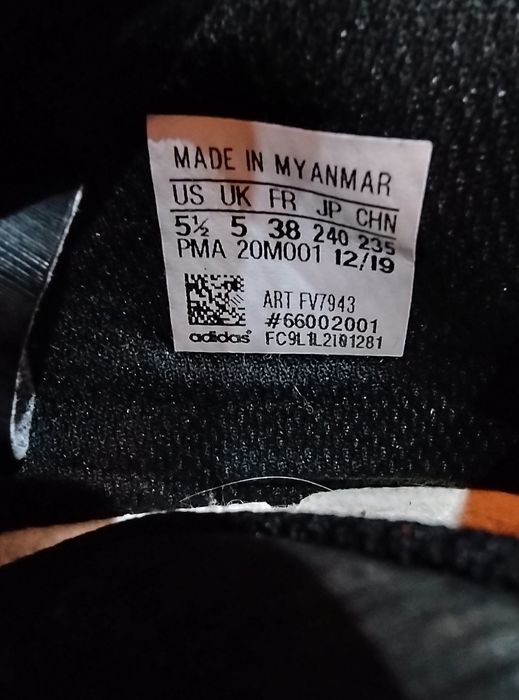 MADE IN MYANMAR
US UK FR JP CHN
5½ 5 38 240 235
PMA 20M001 12/19
ART FV7943
#66002001
adidas FC9L1L2I01281